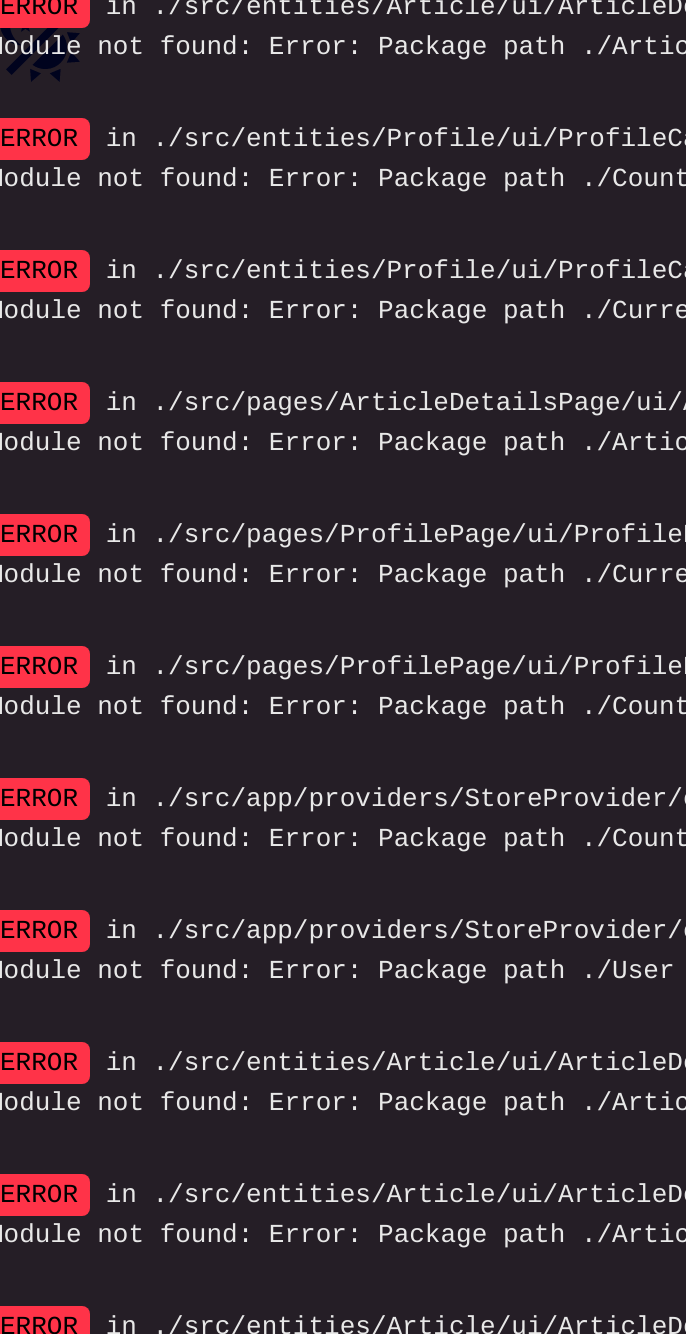 ERROR in ./src/entities/Article/ui/ArticleD
Module not found: Error: Package path ./Artic
ERROR in ./src/entities/Profile/ui/ProfileCa
Module not found: Error: Package path ./Count
ERROR in ./src/entities/Profile/ui/ProfileCa
Module not found: Error: Package path ./Curre
ERROR in ./src/pages/ArticleDetailsPage/ui/A
Module not found: Error: Package path ./Artic
ERROR in ./src/pages/ProfilePage/ui/Profile
Module not found: Error: Package path ./Curre
ERROR in ./src/pages/ProfilePage/ui/Profile
Module not found: Error: Package path ./Count
ERROR in ./src/app/providers/StoreProvider/
Module not found: Error: Package path ./Count
ERROR in ./src/app/providers/StoreProvider/
Module not found: Error: Package path ./User
ERROR in ./src/entities/Article/ui/ArticleD
Module not found: Error: Package path ./Artic
ERROR in ./src/entities/Article/ui/ArticleD
Module not found: Error: Package path ./Artic
ERROR in ./src/entities/Article/ui/ArticleD